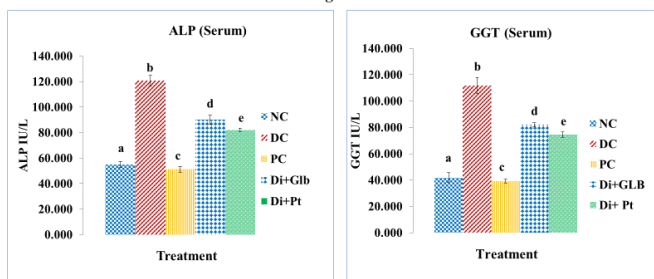 ALP (Serum)
140.000
120.000
100.000
80.000
60.000
40.000
20.000
0.000
ALP IU/L
a
b
c
d
e
NC
DC
PC
Di+Glb
Di+Pt
Treatment
GGT (Serum)
140.000
120.000
100.000
80.000
60.000
40.000
20.000
0.000
GGT IU/L
a
b
c
d
e
NC
DC
PC
Di+GLB
Di+ Pt
Treatment